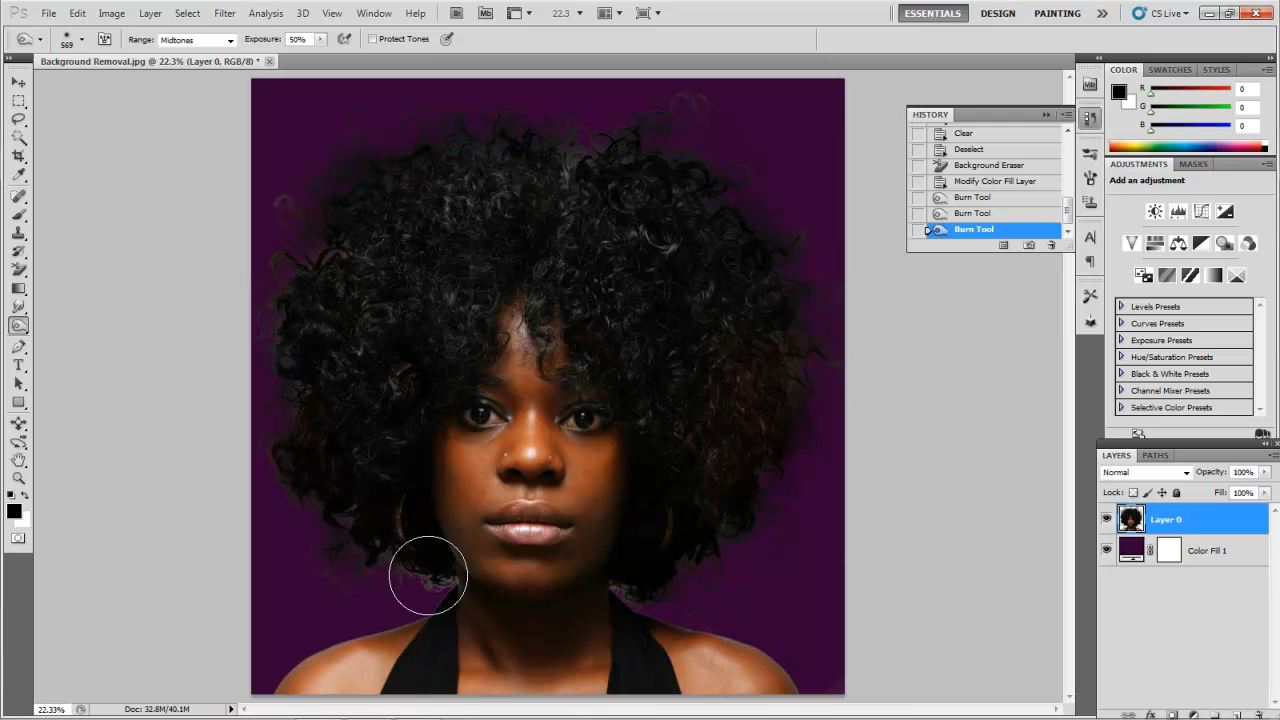 Ps File Edit Image Layer Select Filter Analysis 3D View Window Help Br Mb 22.3 ESSENTIALS DESIGN PAINTING CS Live
569 Range: Midtones Exposure: 50% Protect Tones
Background Removal.jpg @ 22.3% (Layer 0, RGB/8) *
HISTORY
Clear
Deselect
Background Eraser
Modify Color Fill Layer
Burn Tool
Burn Tool
Burn Tool
Mb
COLOR SWATCHES STYLES
R 0
G 0
B 0
ADJUSTMENTS MASKS
Add an adjustment
Levels Presets
Curves Presets
Exposure Presets
Hue/Saturation Presets
Black & White Presets
Channel Mixer Presets
Selective Color Presets
LAYERS PATHS
Normal Opacity: 100%
Lock: Fill: 100%
Layer 0
Color Fill 1
22.33% Doc: 32.8M/40.1M